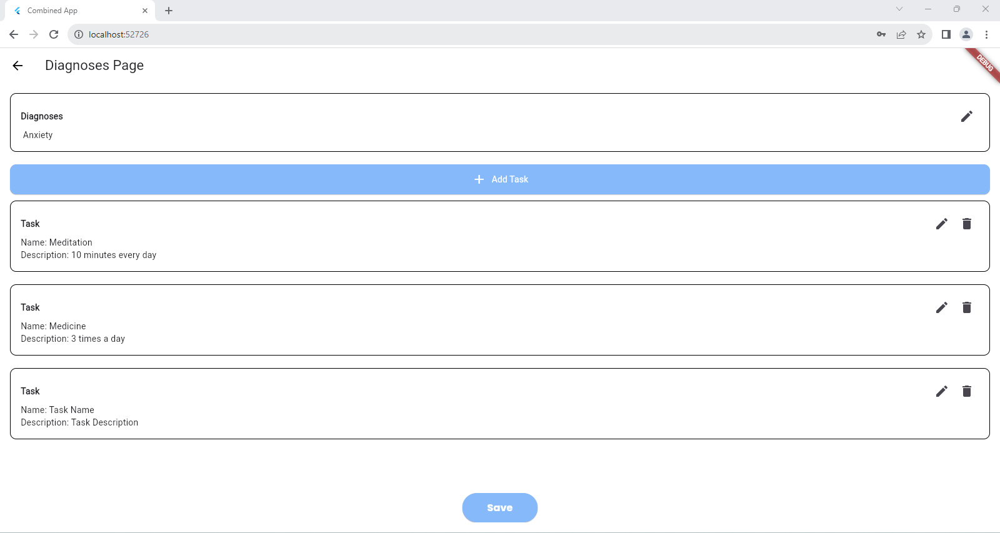 Combined App
localhost:52726
Diagnoses Page
DEBUG
Diagnoses
Anxiety
Add Task
Task
Name: Meditation
Description: 10 minutes every day
Task
Name: Medicine
Description: 3 times a day
Task
Name: Task Name
Description: Task Description
Save